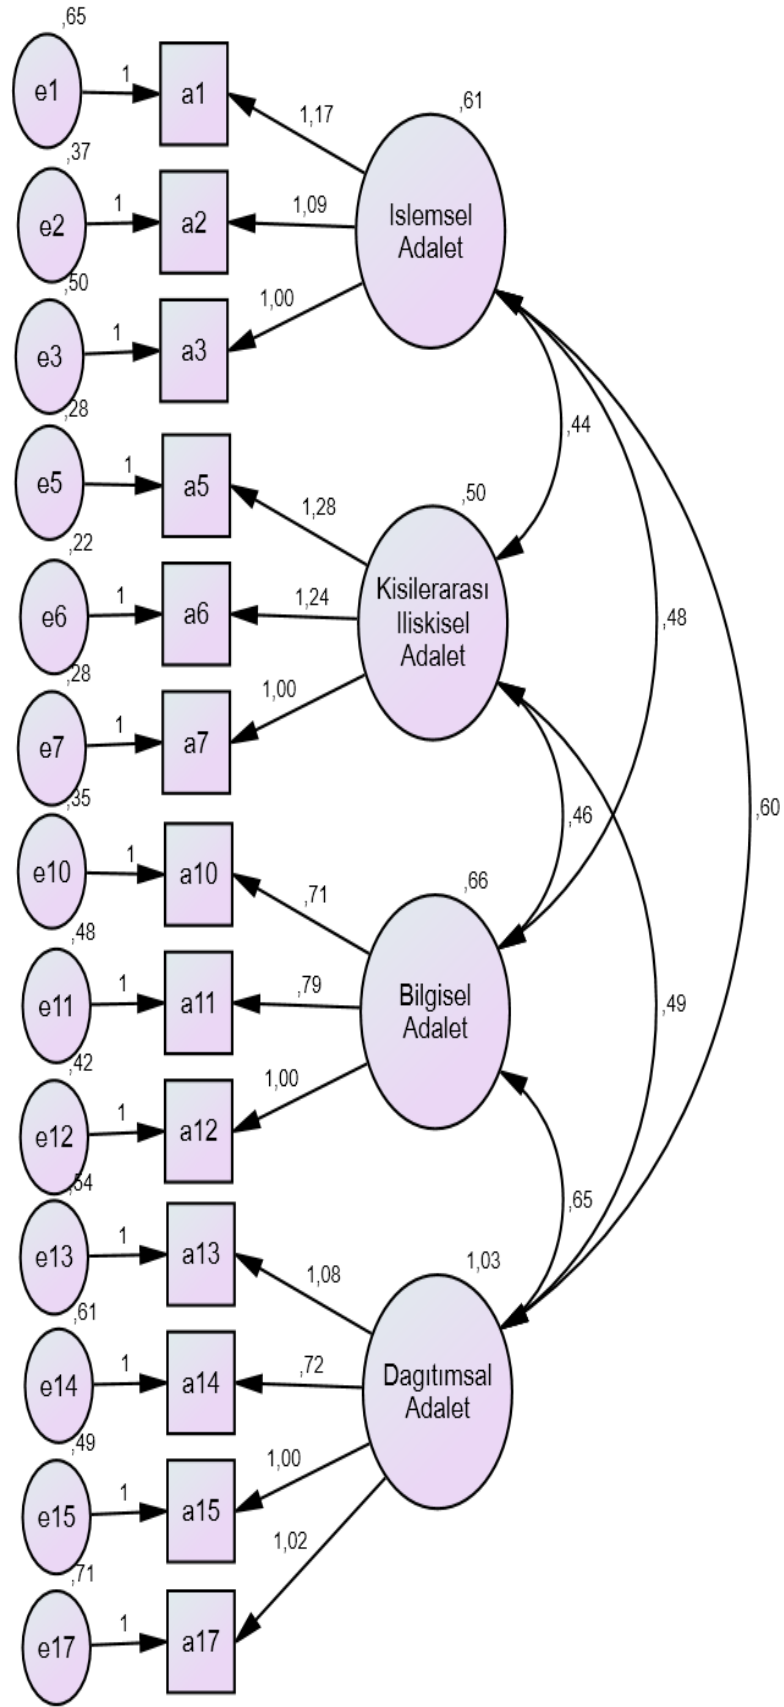 ,65
e1
1
a1
1,17
,61
,37
e2
1
a2
1,09
Islemsel
Adalet
,50
e3
1
a3
1,00
,44
,28
e5
1
a5
1,28
,50
,22
e6
1
a6
1,24
Kisilerarası
Iliskisel
Adalet
,48
,28
e7
1
a7
1,00
,46
,60
,35
e10
1
a10
,71
,66
,48
e11
1
a11
,79
Bilgisel
Adalet
,49
,42
e12
1
a12
1,00
,65
,54
e13
1
a13
1,08
1,03
,61
e14
1
a14
,72
Dagıtımsal
Adalet
,49
e15
1
a15
1,00
,71
e17
1
a17
1,02